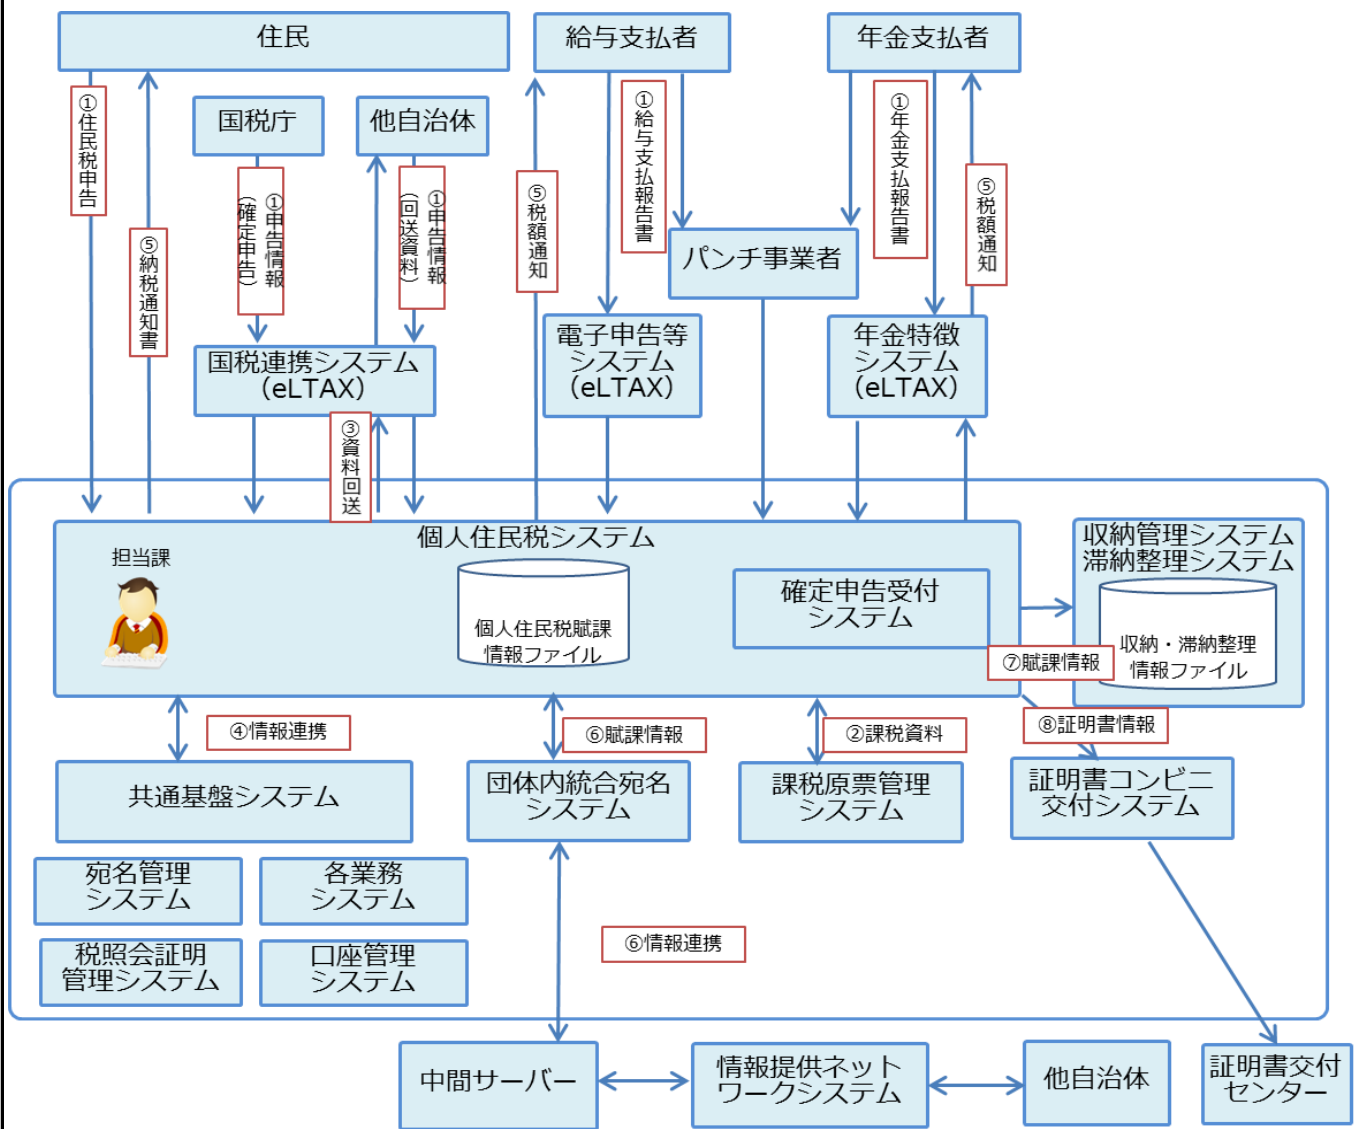 住民
給与支払者
年金支払者
①住民税申告
⑤納税通知書
国税庁
他自治体
①申告情報
(確定申告)
①申告情報
(回送資料)
⑤税額通知
①給与支払報告書
①年金支払報告書
⑤税額通知
パンチ事業者
国税連携システム
(eLTAX)
電子申告等
システム
(eLTAX)
年金特徴
システム
(eLTAX)
③資料回送
個人住民税システム
担当課
個人住民税賦課
情報ファイル
確定申告受付
システム
収納管理システム
滞納整理システム
収納・滞納整理
情報ファイル
⑦賦課情報
④情報連携
⑥賦課情報
②課税資料
⑧証明書情報
共通基盤システム
団体内統合宛名
システム
課税原票管理
システム
証明書コンビニ
交付システム
宛名管理
システム
各業務
システム
税照会証明
管理システム
口座管理
システム
⑥情報連携
中間サーバー
情報提供ネット
ワークシステム
他自治体
証明書交付
センター